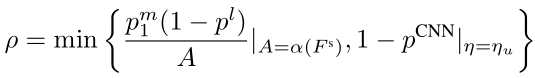 ρ = min { p_1^m(1 − p^l) / A |_{A=α(F^s)}, 1 − p^{CNN}|_{η=η_u} }